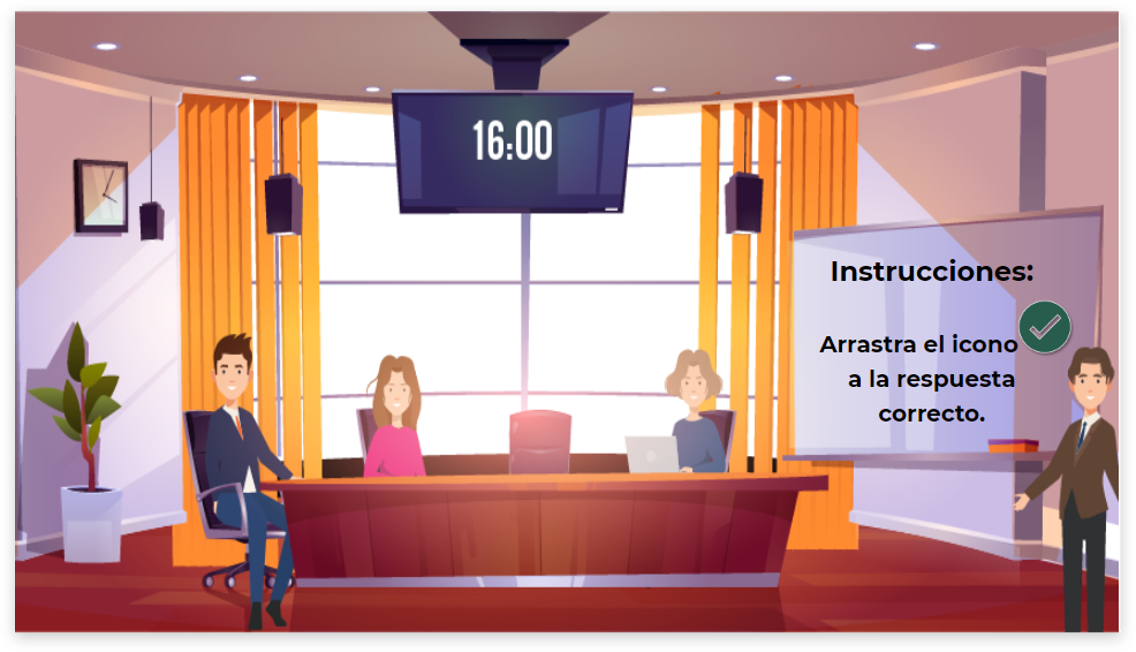 16:00
Instrucciones:
Arrastra el icono
a la respuesta
correcto.